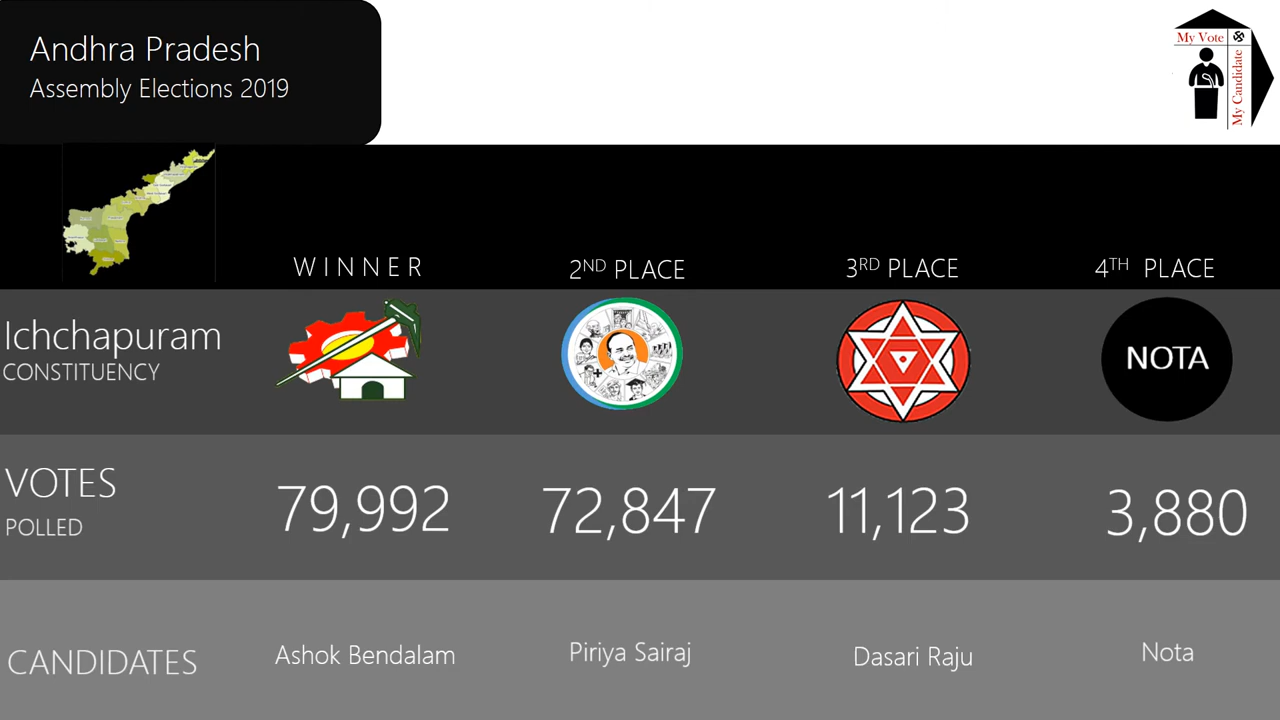 Andhra Pradesh
Assembly Elections 2019
My Vote
My Candidate
WINNER
2ND PLACE
3RD PLACE
4TH PLACE
Ichchapuram
CONSTITUENCY
NOTA
VOTES
POLLED
79,992
72,847
11,123
3,880
CANDIDATES
Ashok Bendalam
Piriya Sairaj
Dasari Raju
Nota